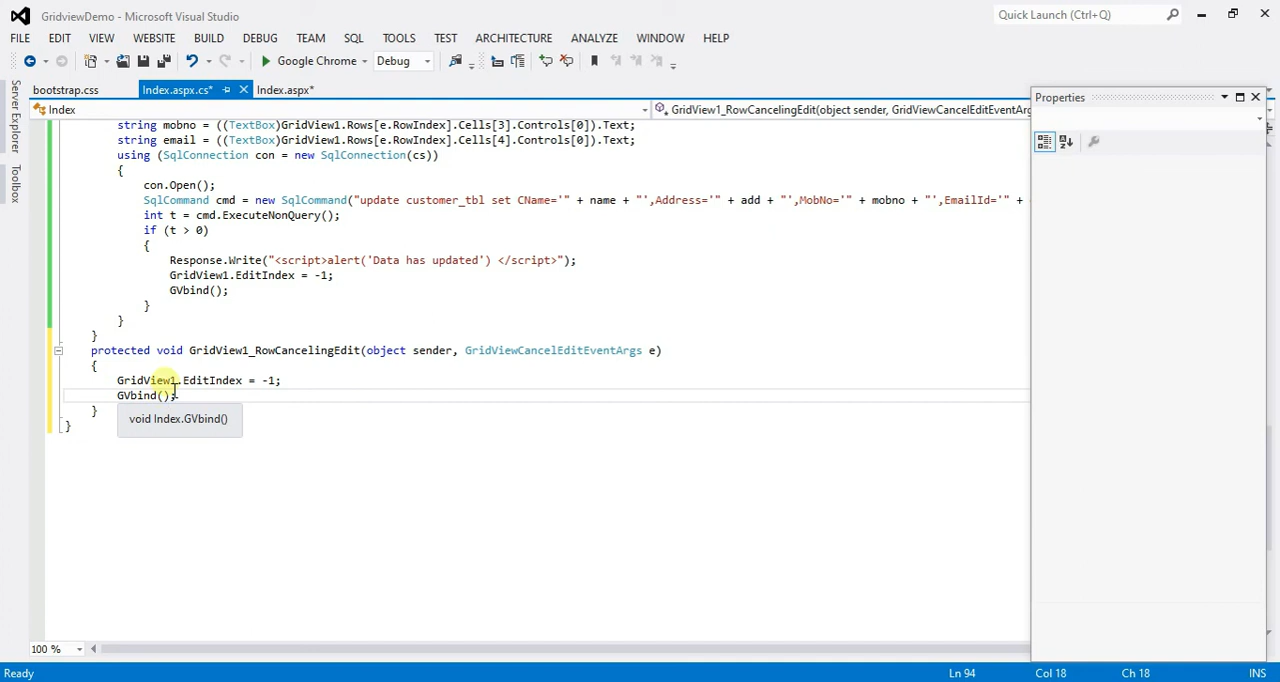 GridviewDemo - Microsoft Visual Studio
Quick Launch (Ctrl+Q)
FILE EDIT VIEW WEBSITE BUILD DEBUG TEAM SQL TOOLS TEST ARCHITECTURE ANALYZE WINDOW HELP
Google Chrome Debug
Server Explorer
Toolbox
bootstrap.css Index.aspx.cs* Index.aspx*
Index GridView1_RowCancelingEdit(object sender, GridViewCancelEditEventArgs
string mobno = ((TextBox)GridView1.Rows[e.RowIndex].Cells[3].Controls[0]).Text;
string email = ((TextBox)GridView1.Rows[e.RowIndex].Cells[4].Controls[0]).Text;
using (SqlConnection con = new SqlConnection(cs))
{
con.Open();
SqlCommand cmd = new SqlCommand("update customer_tbl set CName='" + name + "',Address='" + add + "',MobNo='" + mobno + "',EmailId='" +
int t = cmd.ExecuteNonQuery();
if (t > 0)
{
Response.Write("<script>alert('Data has updated') </script>");
GridView1.EditIndex = -1;
GVbind();
}
}
}
protected void GridView1_RowCancelingEdit(object sender, GridViewCancelEditEventArgs e)
{
GridView1.EditIndex = -1;
GVbind();
}
void Index.GVbind()
}
Properties
100 %
Ready Ln 94 Col 18 Ch 18 INS